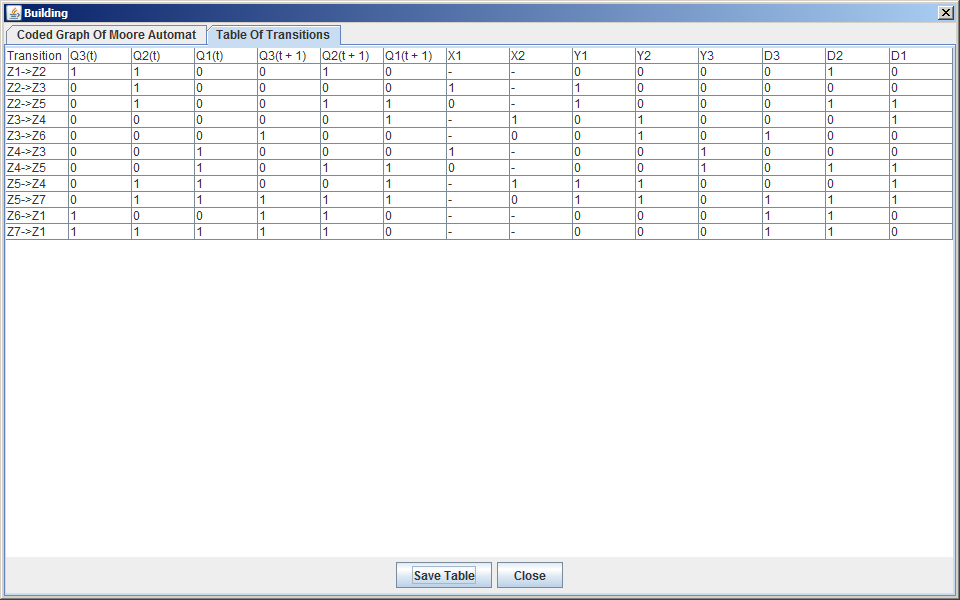 Building
Coded Graph Of Moore Automat Table Of Transitions
Transition Q3(t) Q2(t) Q1(t) Q3(t + 1) Q2(t + 1) Q1(t + 1) X1 X2 Y1 Y2 Y3 D3 D2 D1
Z1->Z2 1 1 0 0 1 0 - - 0 0 0 0 1 0
Z2->Z3 0 1 0 0 0 0 1 - 1 0 0 0 0 0
Z2->Z5 0 1 0 0 1 1 0 - 1 0 0 0 1 1
Z3->Z4 0 0 0 0 0 1 - 1 0 1 0 0 0 1
Z3->Z6 0 0 0 1 0 0 - 0 0 1 0 1 0 0
Z4->Z3 0 0 1 0 0 0 1 - 0 0 1 0 0 0
Z4->Z5 0 0 1 0 1 1 0 - 0 0 1 0 1 1
Z5->Z4 0 1 1 0 0 1 - 1 1 1 0 0 0 1
Z5->Z7 0 1 1 1 1 1 - 0 1 1 0 1 1 1
Z6->Z1 1 0 0 1 1 0 - - 0 0 0 1 1 0
Z7->Z1 1 1 1 1 1 0 - - 0 0 0 1 1 0
Save Table Close